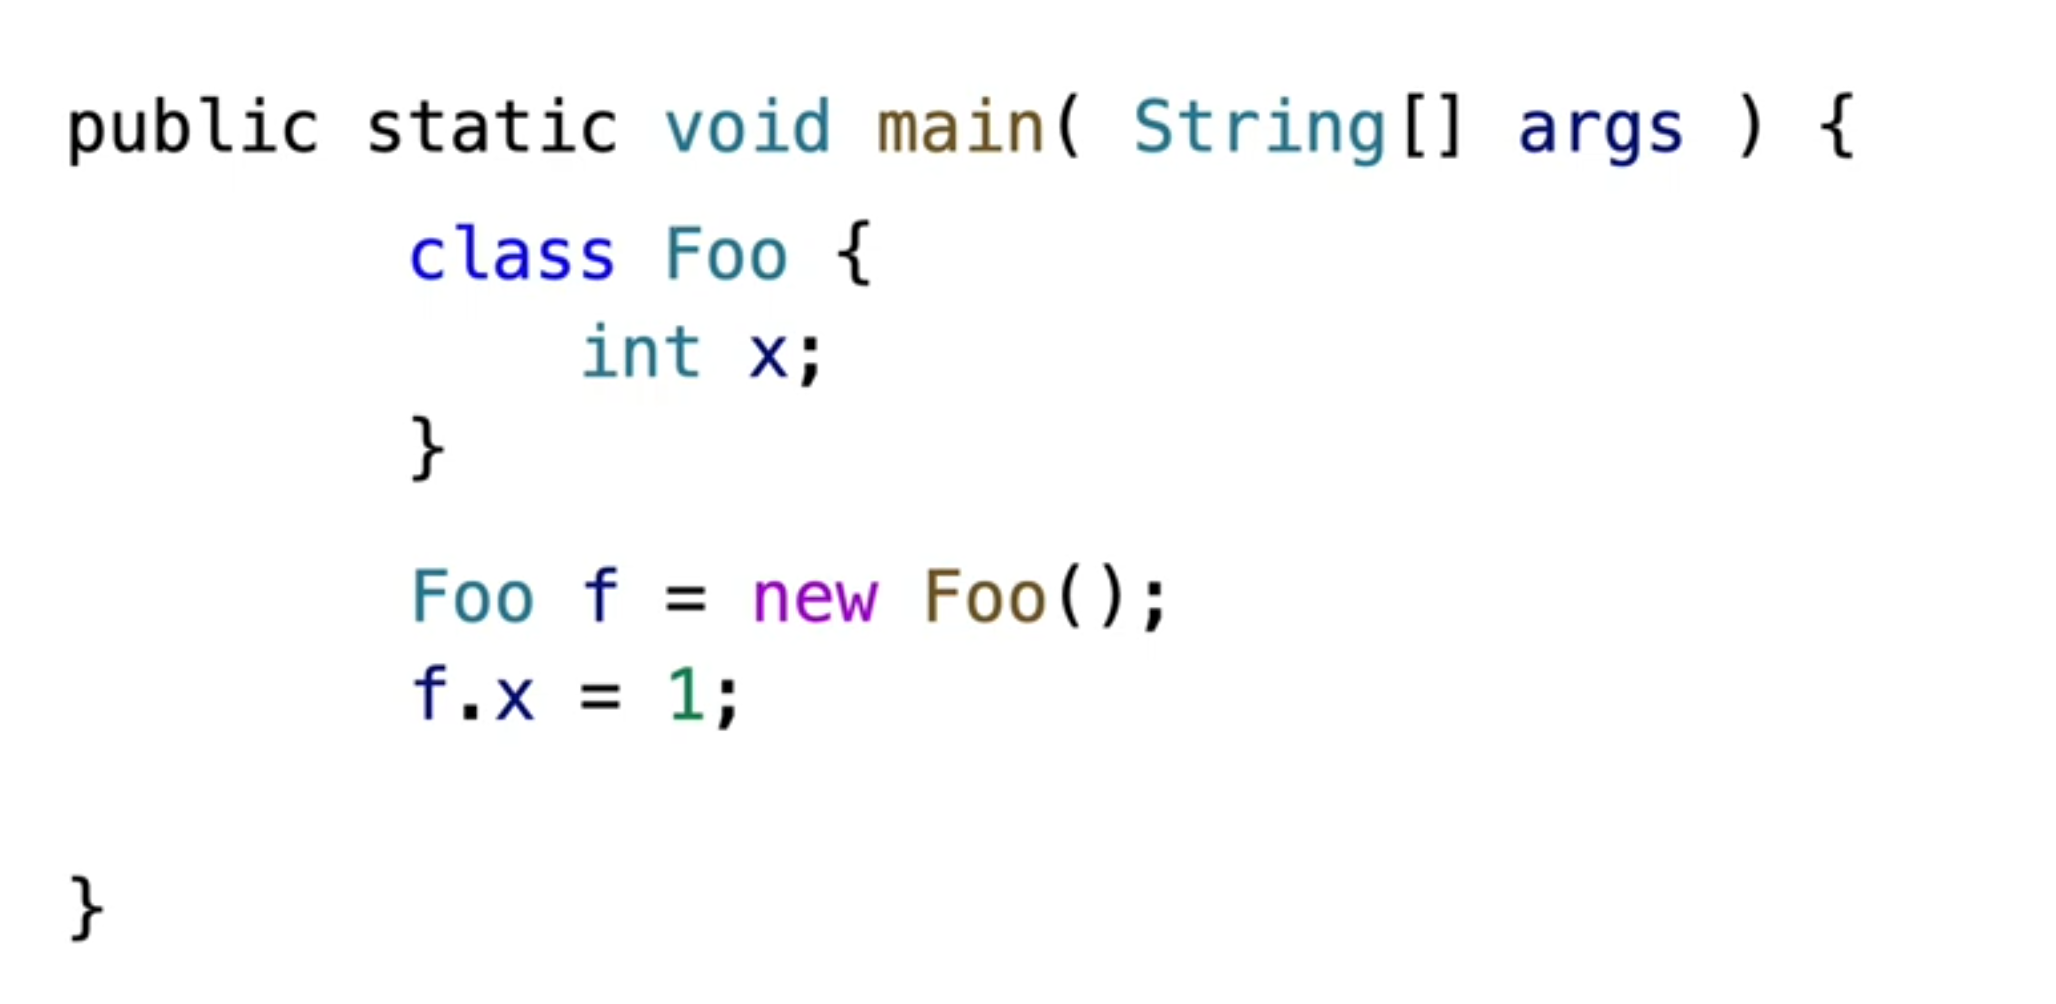 public static void main( String[] args ) {
class Foo {
int x;
}
Foo f = new Foo();
f.x = 1;
}